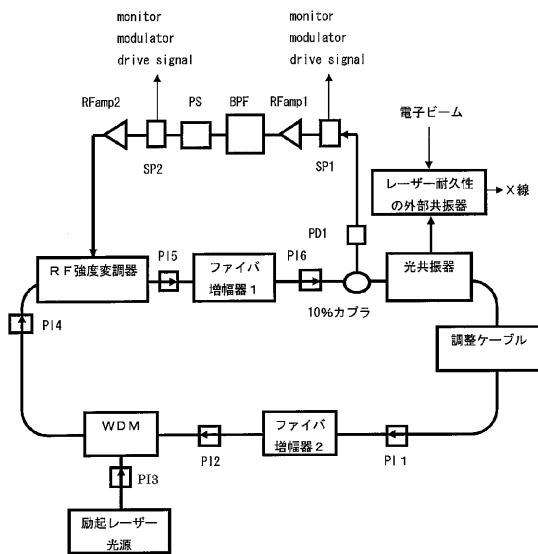 monitor
modulator
drive signal
monitor
modulator
drive signal
RFamp2
PS
BPF
RFamp1
SP2
SP1
電子ビーム
レーザー耐久性
の外部共振器
X線
PD1
RF強度変調器
PI5
ファイバ
増幅器1
PI6
10%カプラ
光共振器
PI4
調整ケーブル
WDM
PI2
ファイバ
増幅器2
PI 1
PI3
励起レーザー
光源